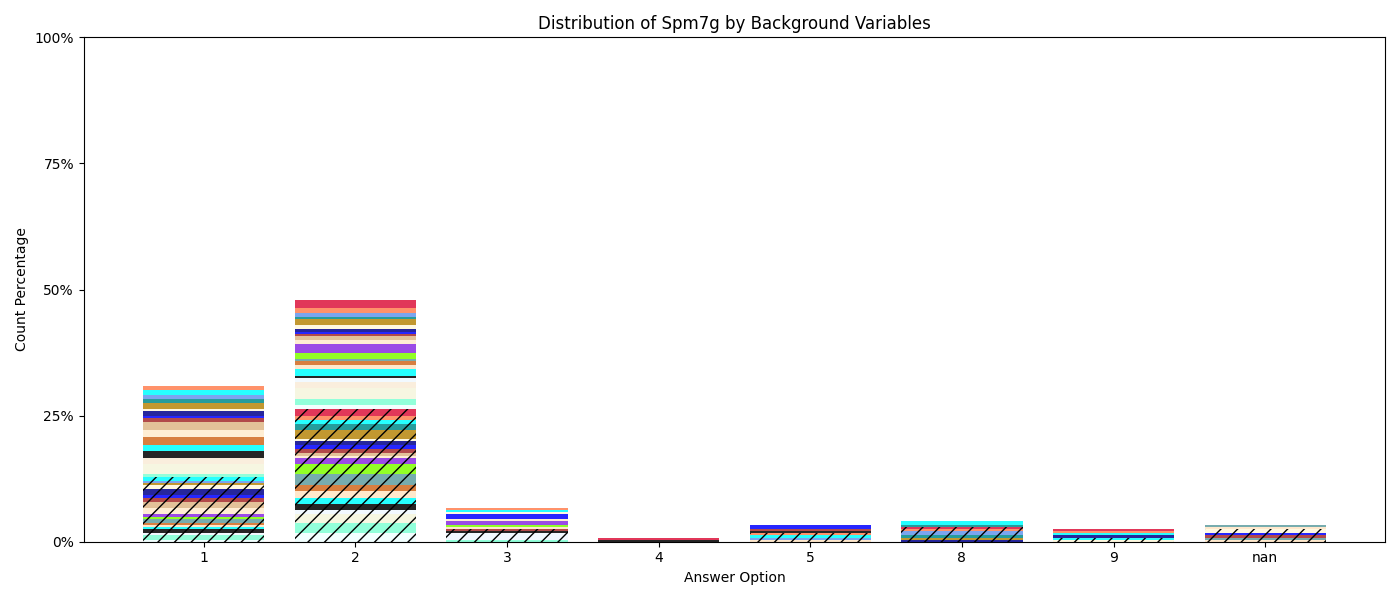 Distribution of Spm7g by Background Variables
100%
75%
50%
25%
0%
Count Percentage
1 2 3 4 5 8 9 nan
Answer Option